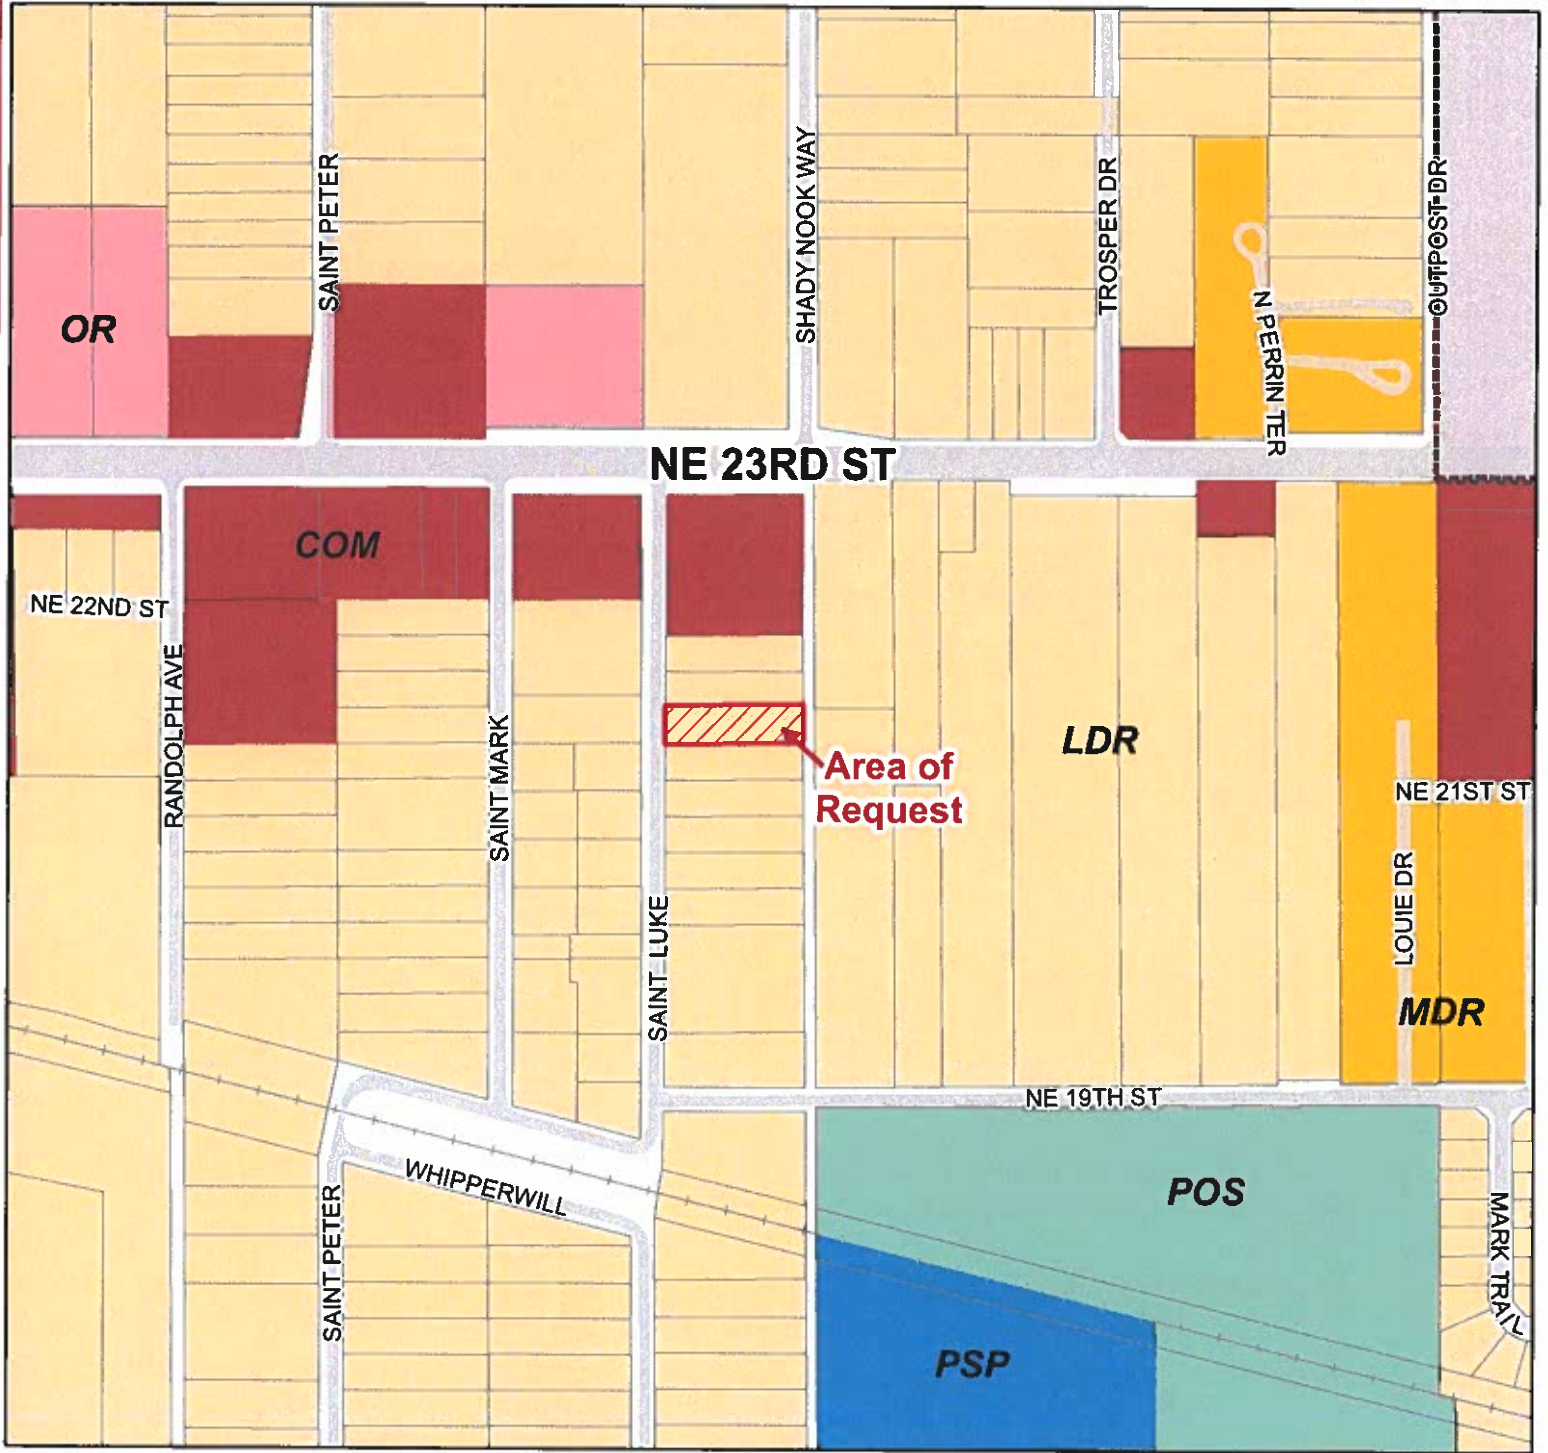 SAINT PETER
SHADY NOOK WAY
TROSPER DR
OUTPOST DR
OR
N PERRIN TER
NE 23RD ST
COM
NE 22ND ST
RANDOLPH AVE
SAINT MARK
LDR
Area of
Request
NE 21ST ST
LOUIE DR
SAINT LUKE
MDR
NE 19TH ST
WHIPPERWILL
POS
SAINT PETER
MARK TRAIL
PSP